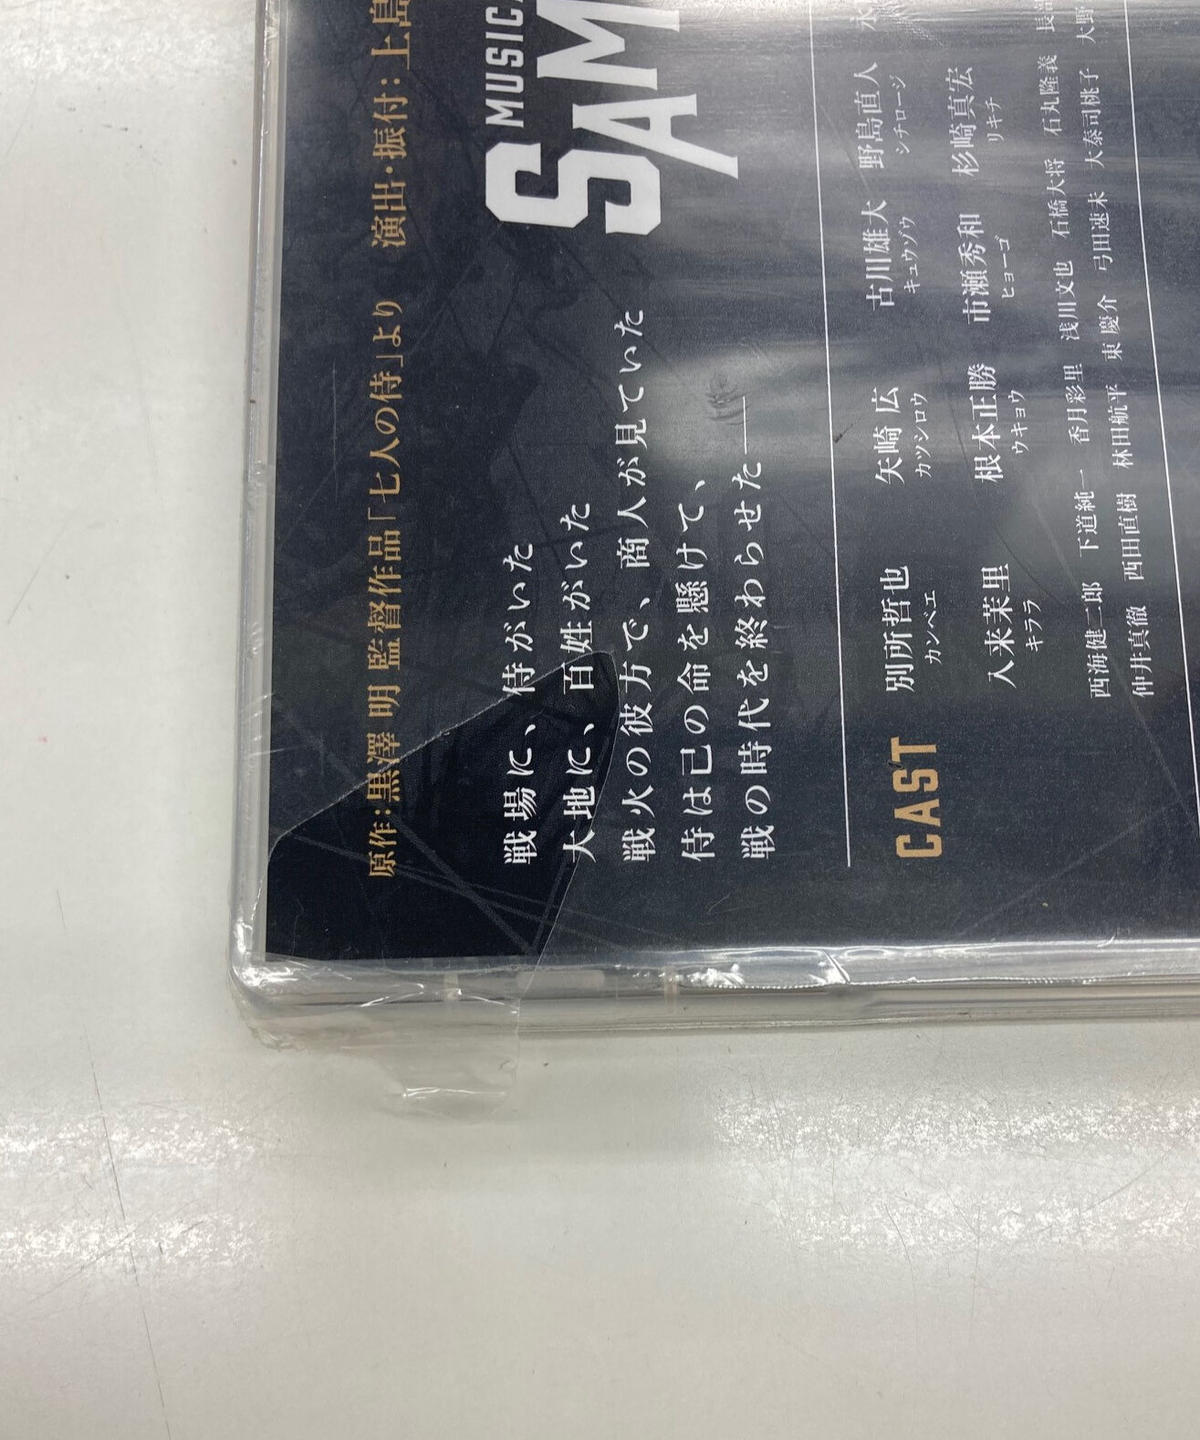 原作:黒澤 明 監督作品「七人の侍」より 演出・振付:上島
MUSICA
SAM
戦場に、侍がいた
大地に、百姓がいた
戦火の彼方で、商人が見ていた
侍は己の命を懸けて、
戦の時代を終わらせた――
CAST
別所哲也 矢崎 広 古川雄大 野島直人
カンベエ カツシロウ キュウゾウ シチロージ
入来茉里 根本正勝 市瀬秀和 杉崎真宏
キララ ウキョウ ヒョーゴ リキチ
西海健二郎 下道純一 香月彩里 浅川文也 石橋大将 石丸隆義 長
仲井真徹 西田直樹 林田航平 東 慶介 弓田速未 大泰司桃子 大野